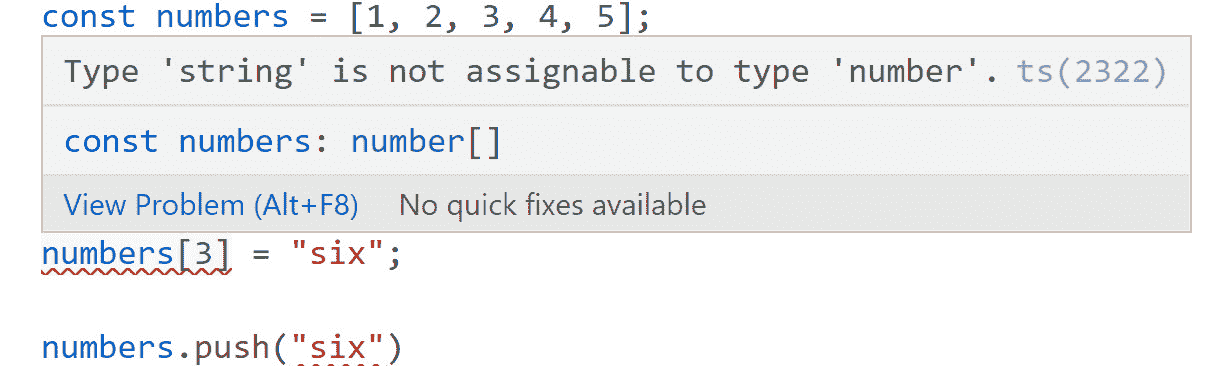 const numbers = [1, 2, 3, 4, 5];
Type 'string' is not assignable to type 'number'. ts(2322)
const numbers: number[]
View Problem (Alt+F8) No quick fixes available
numbers[3] = "six";
numbers.push("six")